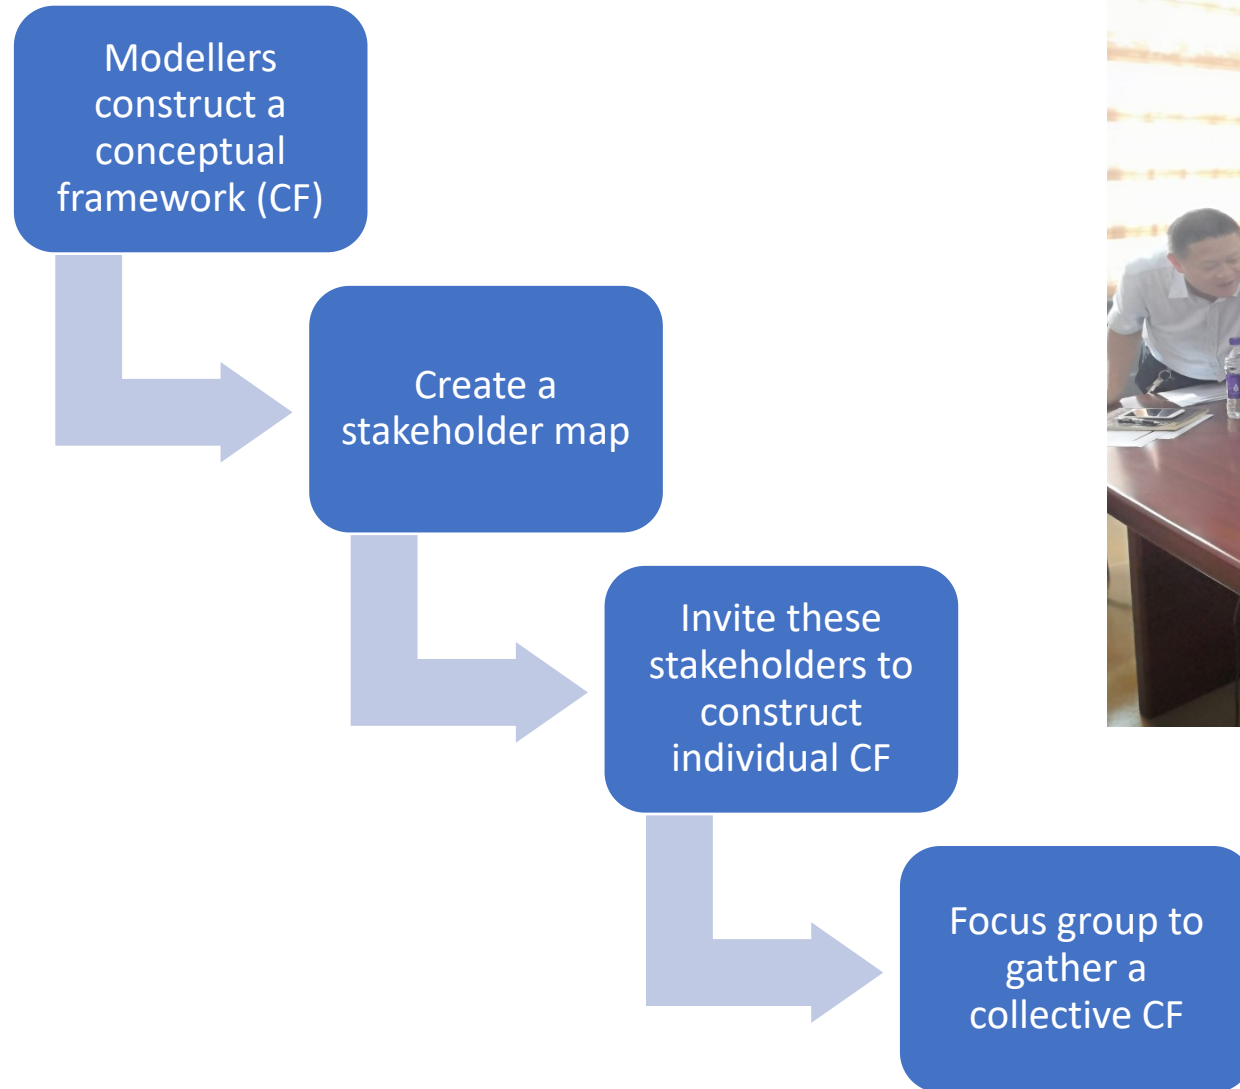 Modellers
construct a
conceptual
framework (CF)
Create a
stakeholder map
Invite these
stakeholders to
construct
individual CF
Focus group to
gather a
collective CF